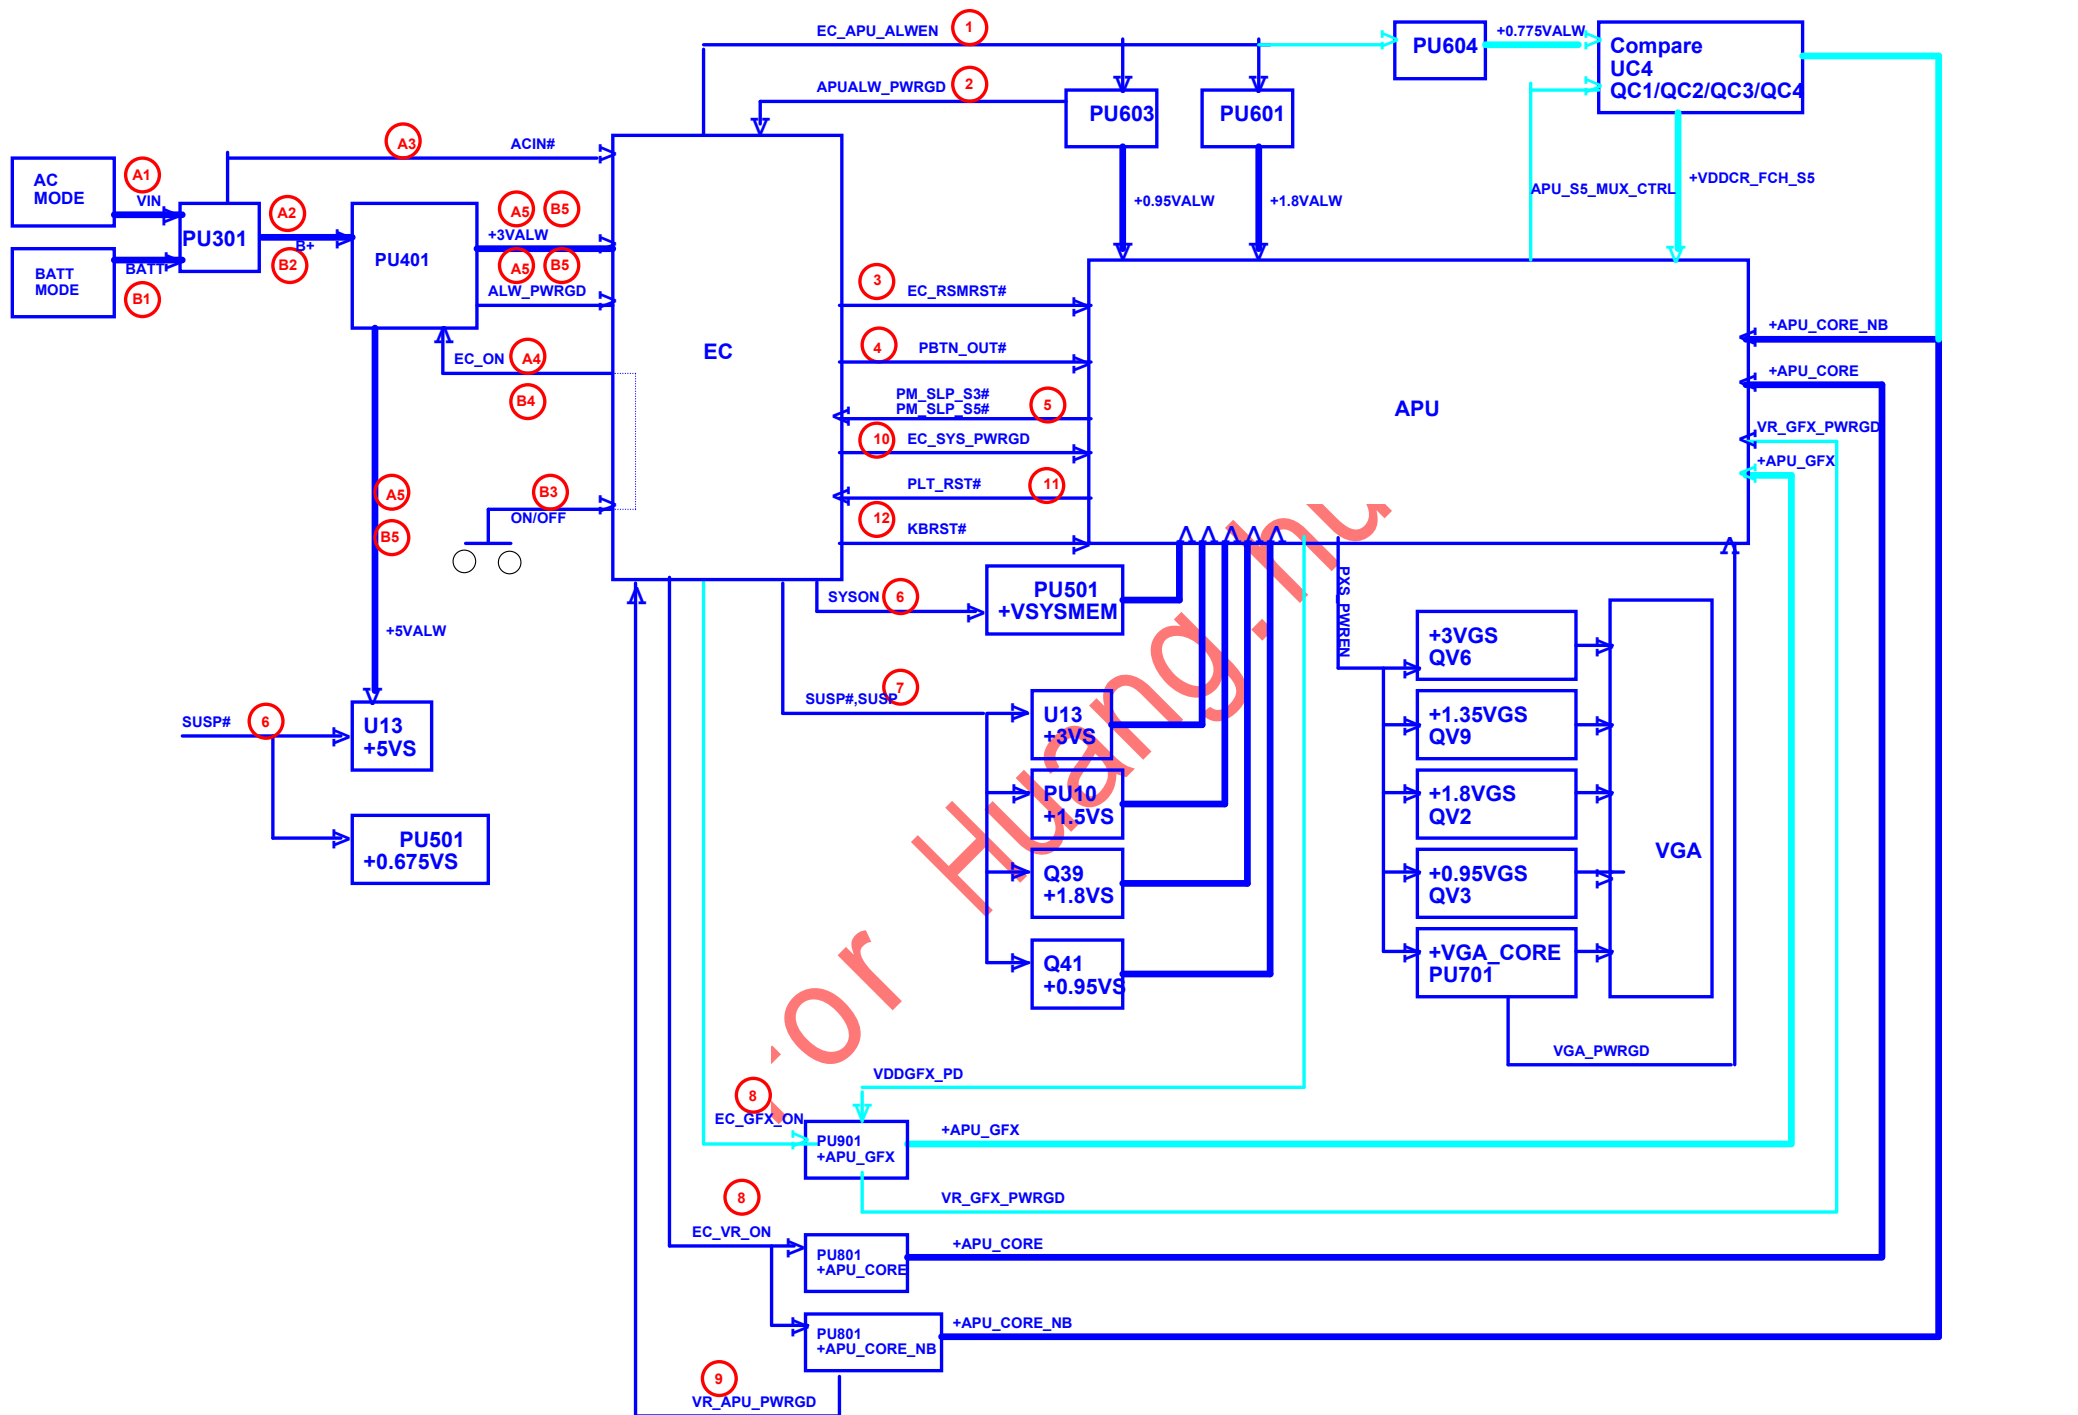 EC_APU_ALWEN
1
PU604
+0.775VALW
Compare
UC4
QC1/QC2/QC3/QC4
APUALW_PWRGD
2
PU603
PU601
A3
ACIN#
AC
MODE
A1
VIN
PU301
A2
B+
B2
BATT
MODE
BATT
B1
PU401
A5
B5
+3VALW
A5
B5
ALW_PWRGD
EC_ON
A4
B4
B3
ON/OFF
A5
B5
+5VALW
EC
+0.95VALW
+1.8VALW
APU_S5_MUX_CTRL
+VDDCR_FCH_S5
3
EC_RSMRST#
4
PBTN_OUT#
PM_SLP_S3#
PM_SLP_S5#
5
10
EC_SYS_PWRGD
PLT_RST#
11
12
KBRST#
APU
+APU_CORE_NB
+APU_CORE
VR_GFX_PWRGD
+APU_GFX
SYSON
6
PU501
+VSYSMEM
SUSP#,SUSP
7
U13
+3VS
PU10
+1.5VS
Q39
+1.8VS
Q41
+0.95VS
PXS_PWREN
+3VGS
QV6
+1.35VGS
QV9
+1.8VGS
QV2
+0.95VGS
QV3
+VGA_CORE
PU701
VGA
VGA_PWRGD
SUSP#
6
U13
+5VS
PU501
+0.675VS
VDDGFX_PD
8
EC_GFX_ON
PU901
+APU_GFX
+APU_GFX
VR_GFX_PWRGD
8
EC_VR_ON
PU801
+APU_CORE
+APU_CORE
PU801
+APU_CORE_NB
+APU_CORE_NB
9
VR_APU_PWRGD